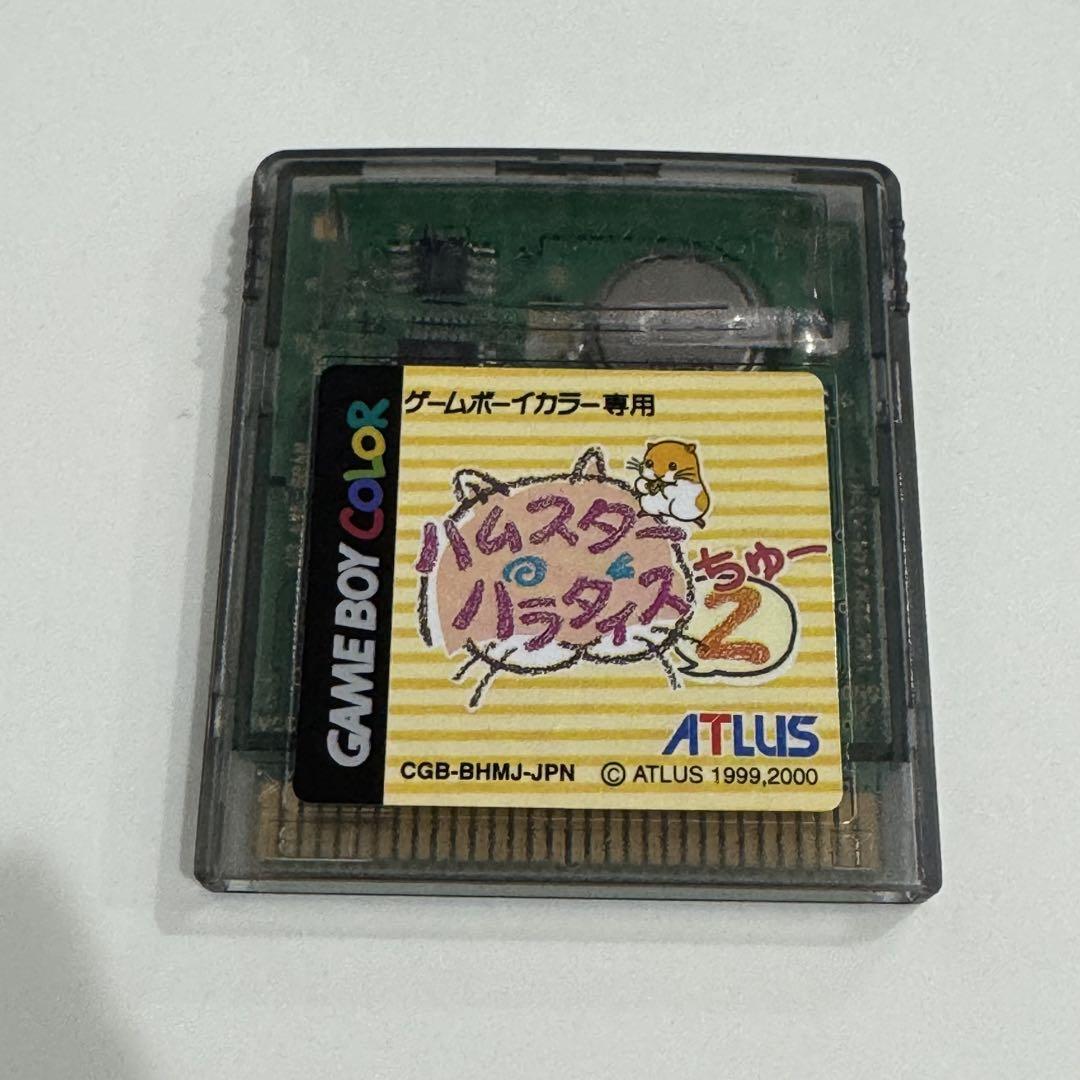 GAME BOY COLOR
ゲームボーイカラー専用
ハムスター
パラダイス
ちゅー
2
ATLUS
CGB-BHMJ-JPN © ATLUS 1999,2000